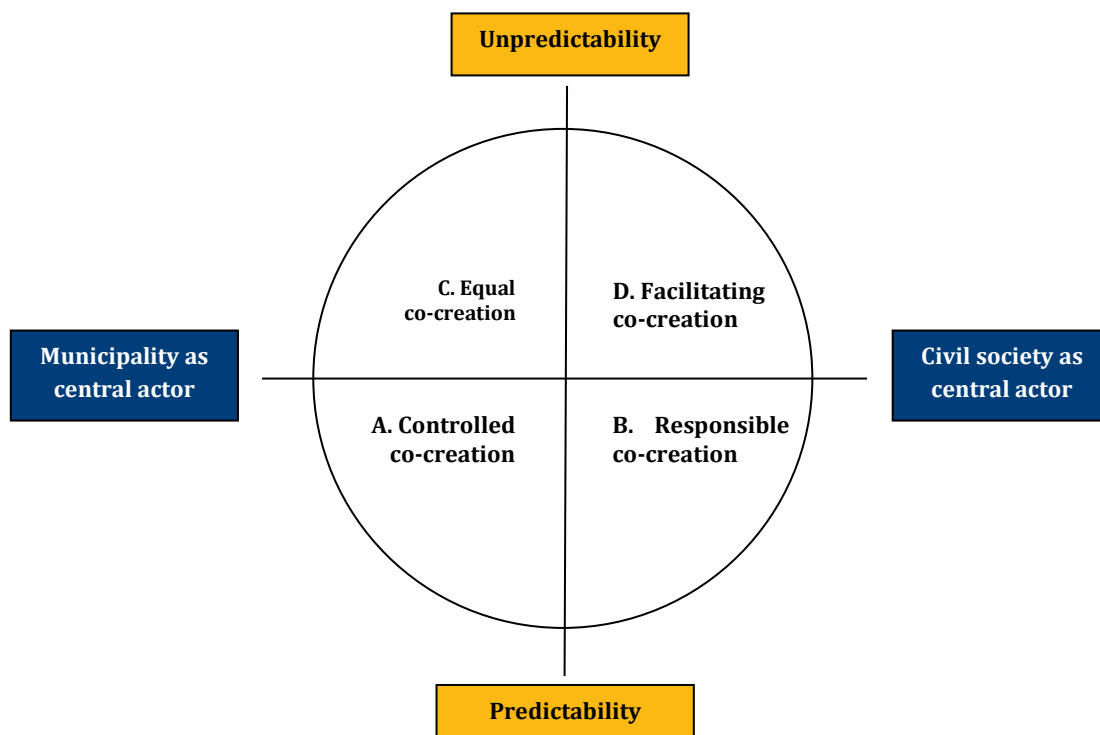 Unpredictability
C. Equal
co-creation
D. Facilitating
co-creation
Municipality as
central actor
Civil society as
central actor
A. Controlled
co-creation
B. Responsible
co-creation
Predictability